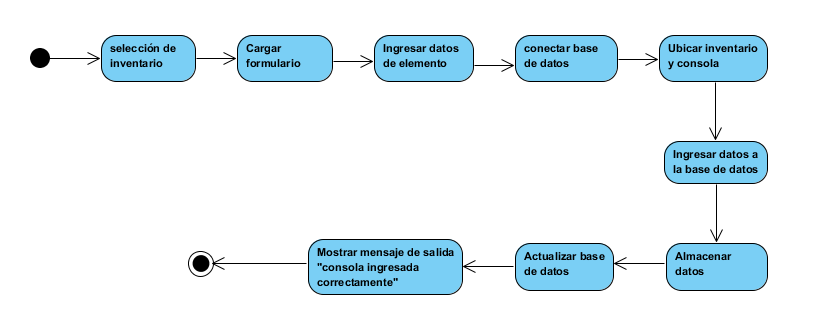 selección de
inventario
Cargar
formulario
Ingresar datos
de elemento
conectar base
de datos
Ubicar inventario
y consola
Ingresar datos a
la base de datos
Almacenar
datos
Actualizar base
de datos
Mostrar mensaje de salida
"consola ingresada
correctamente"